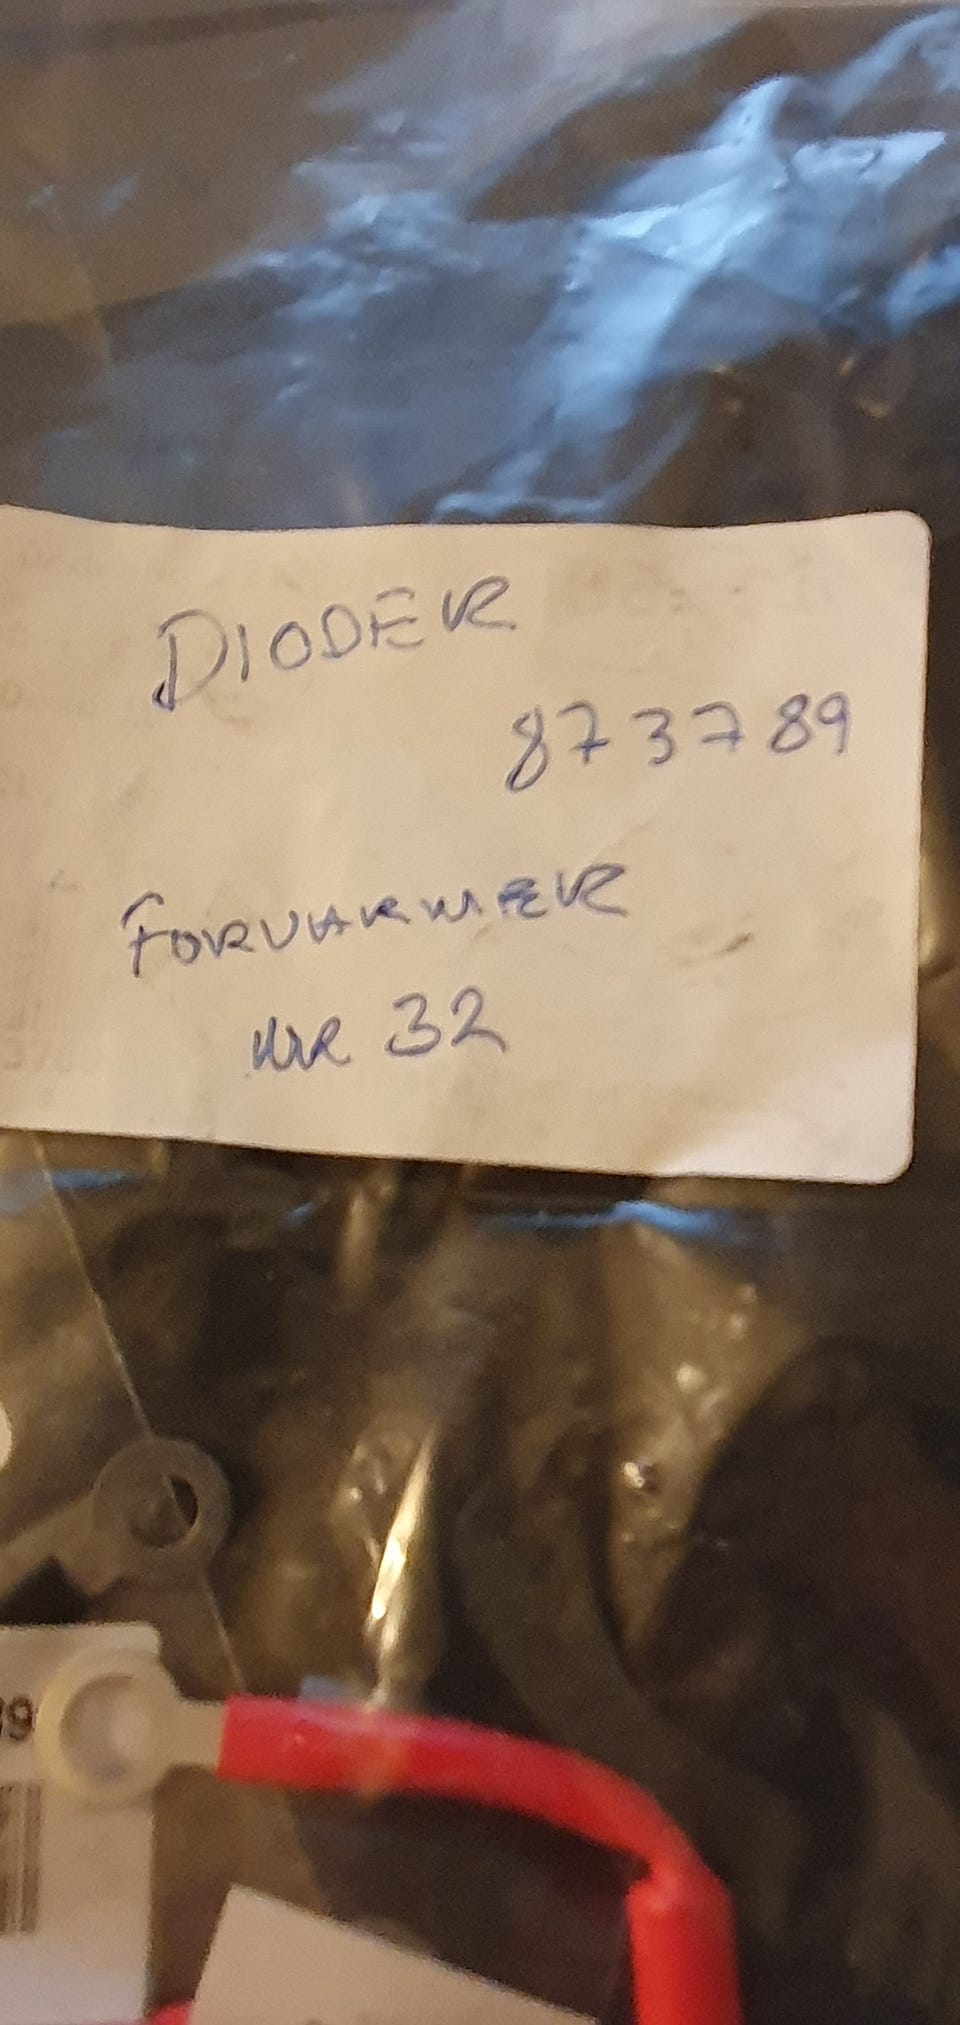 DIODER
873789
FORVARMER
NR 32